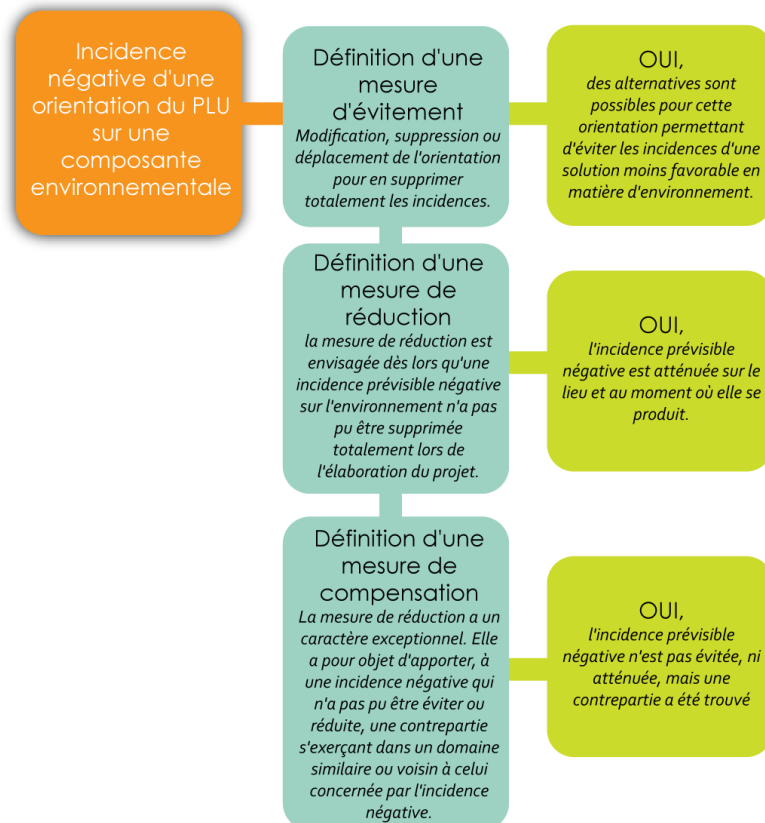 Incidence
négative d'une
orientation du PLU
sur une
composante
environnementale
Définition d'une
mesure
d'évitement
Modification, suppression ou
déplacement de l'orientation
pour en supprimer
totalement les incidences.
OUI,
des alternatives sont
possibles pour cette
orientation permettant
d'éviter les incidences d'une
solution moins favorable en
matière d'environnement.
Définition d'une
mesure de
réduction
la mesure de réduction est
envisagée dès lors qu'une
incidence prévisible négative
sur l'environnement n'a pas
pu être supprimée
totalement lors de
l'élaboration du projet.
OUI,
l'incidence prévisible
négative est atténuée sur le
lieu et au moment où elle se
produit.
Définition d'une
mesure de
compensation
La mesure de réduction a un
caractère exceptionnel. Elle
a pour objet d'apporter, à
une incidence négative qui
n'a pas pu être éviter ou
réduite, une contrepartie
s'exerçant dans un domaine
similaire ou voisin à celui
concernée par l'incidence
négative.
OUI,
l'incidence prévisible
négative n'est pas évitée, ni
atténuée, mais une
contrepartie a été trouvé